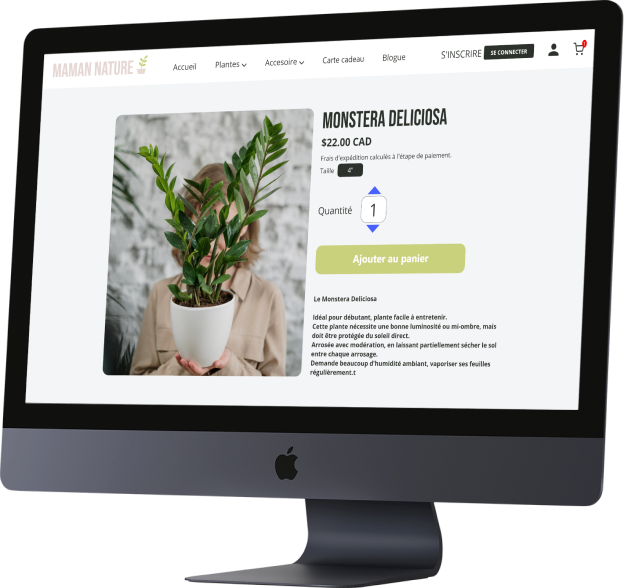 MAMAN NATURE
Accueil
Plantes
Accesoire
Carte cadeau
Blogue
S'INSCRIRE
SE CONNECTER
MONSTERA DELICIOSA
$22.00 CAD
Frais d'expédition calculés à l'étape de paiement.
Taille 4"
Quantité 1
Ajouter au panier
Le Monstera Deliciosa
Idéal pour débutant, plante facile à entretenir.
Cette plante nécessite une bonne luminosité ou mi-ombre, mais
doit être protégée du soleil direct.
Arrosée avec modération, en laissant partiellement sécher le sol
entre chaque arrosage.
Demande beaucoup d'humidité ambiant, vaporiser ses feuilles
régulièrement.t